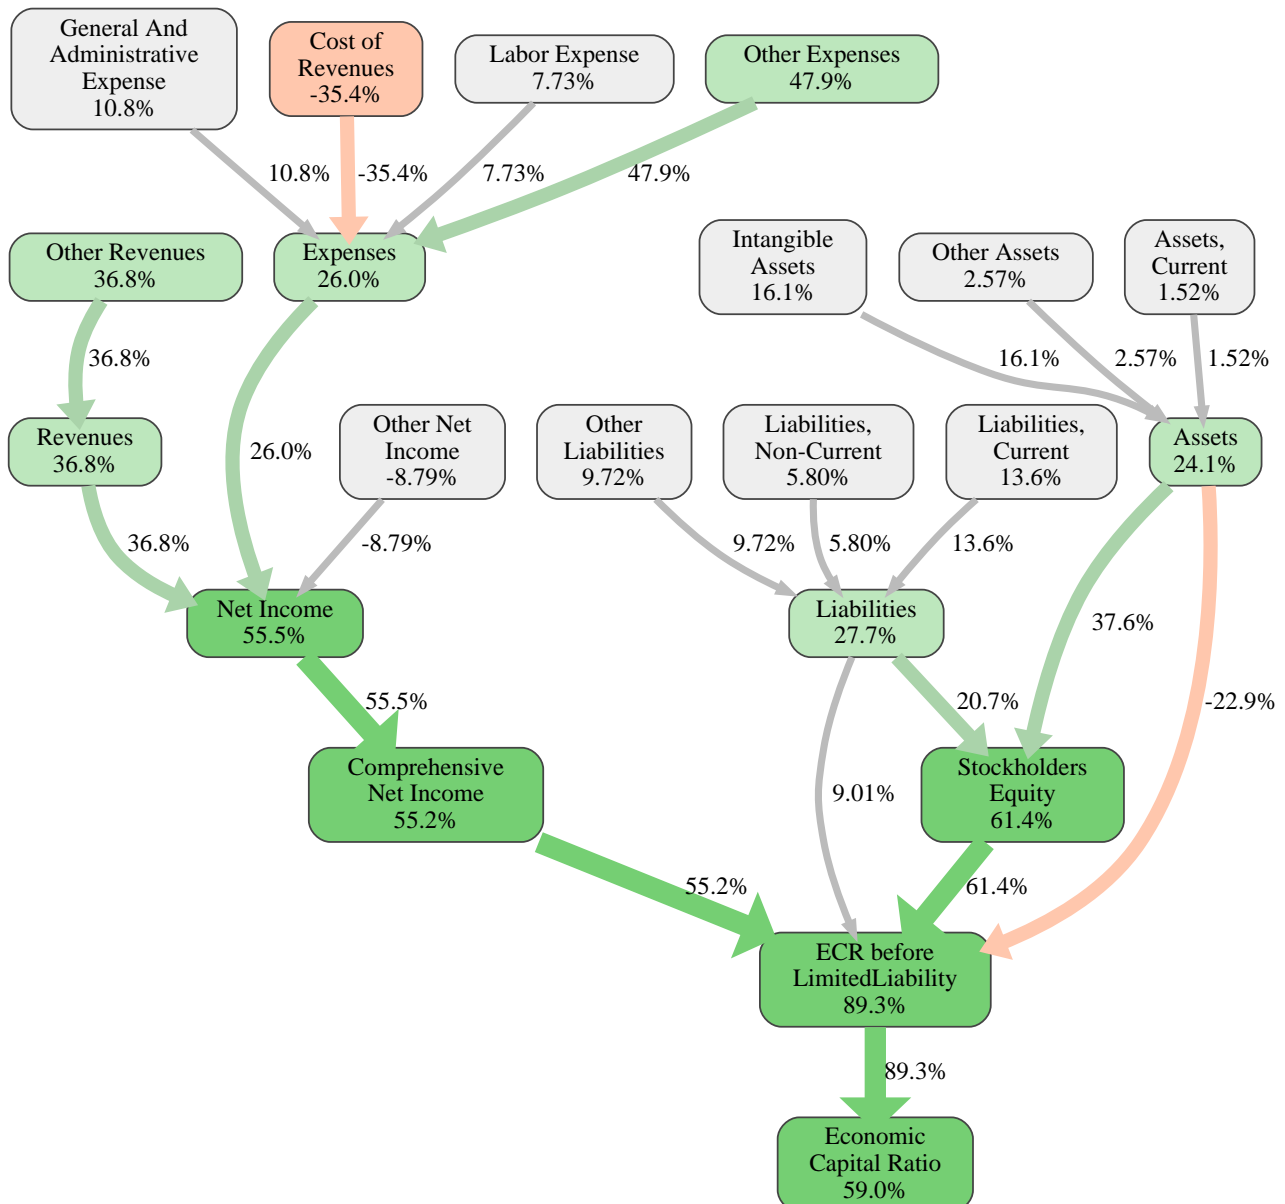 General And
Administrative
Expense
10.8%
Cost of
Revenues
-35.4%
Labor Expense
7.73%
Other Expenses
47.9%
10.8%
-35.4%
7.73%
47.9%
Other Revenues
36.8%
Expenses
26.0%
Intangible
Assets
16.1%
Other Assets
2.57%
Assets,
Current
1.52%
36.8%
16.1%
2.57%
1.52%
Revenues
36.8%
26.0%
Other Net
Income
-8.79%
Other
Liabilities
9.72%
Liabilities,
Non-Current
5.80%
Liabilities,
Current
13.6%
Assets
24.1%
36.8%
-8.79%
9.72%
5.80%
13.6%
Net Income
55.5%
Liabilities
27.7%
37.6%
55.5%
20.7%
-22.9%
Comprehensive
Net Income
55.2%
9.01%
Stockholders
Equity
61.4%
55.2%
61.4%
ECR before
LimitedLiability
89.3%
89.3%
Economic
Capital Ratio
59.0%